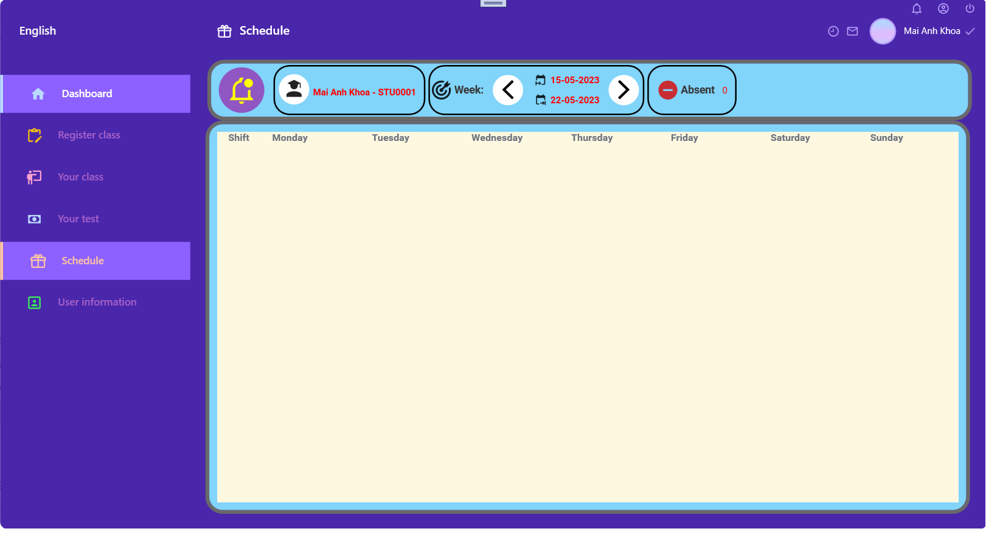 English
Schedule
Mai Anh Khoa
Dashboard
Register class
Your class
Your test
Schedule
User information
Mai Anh Khoa - STU0001
Week:
15-05-2023
22-05-2023
Absent 0
Shift Monday Tuesday Wednesday Thursday Friday Saturday Sunday